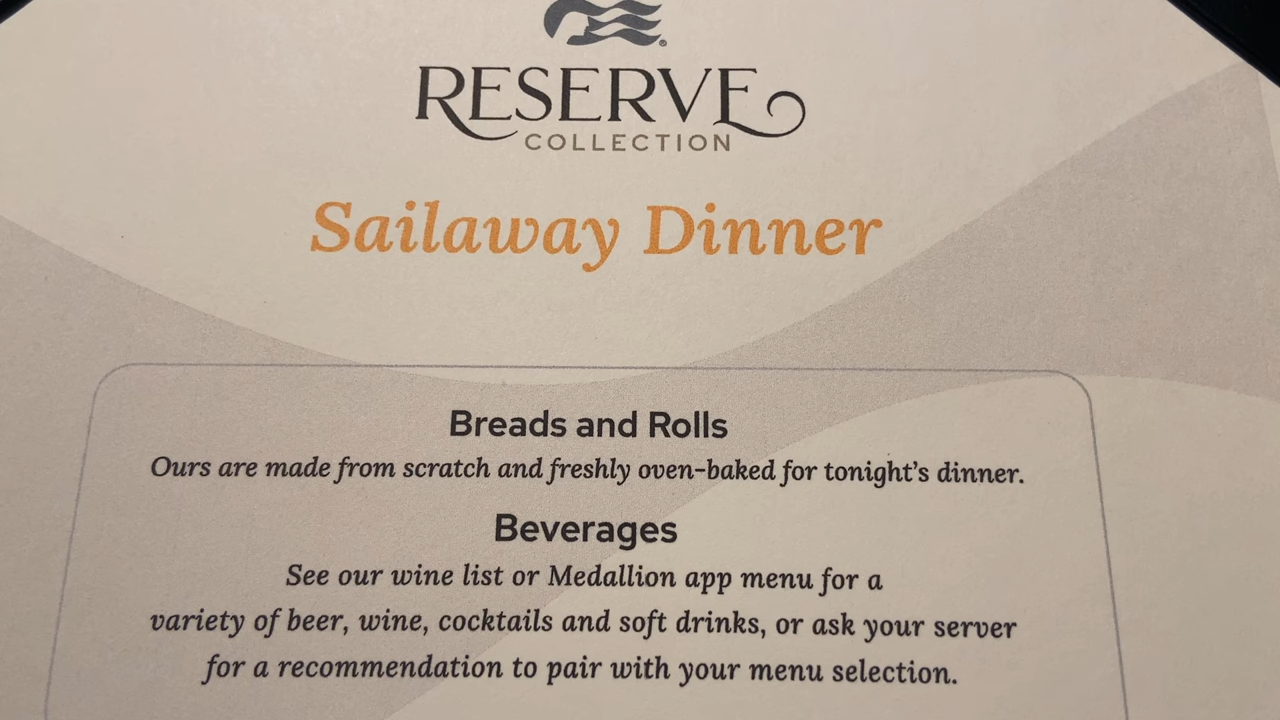 RESERVE
COLLECTION
Sailaway Dinner
Breads and Rolls
Ours are made from scratch and freshly oven-baked for tonight's dinner.
Beverages
See our wine list or Medallion app menu for a
variety of beer, wine, cocktails and soft drinks, or ask your server
for a recommendation to pair with your menu selection.